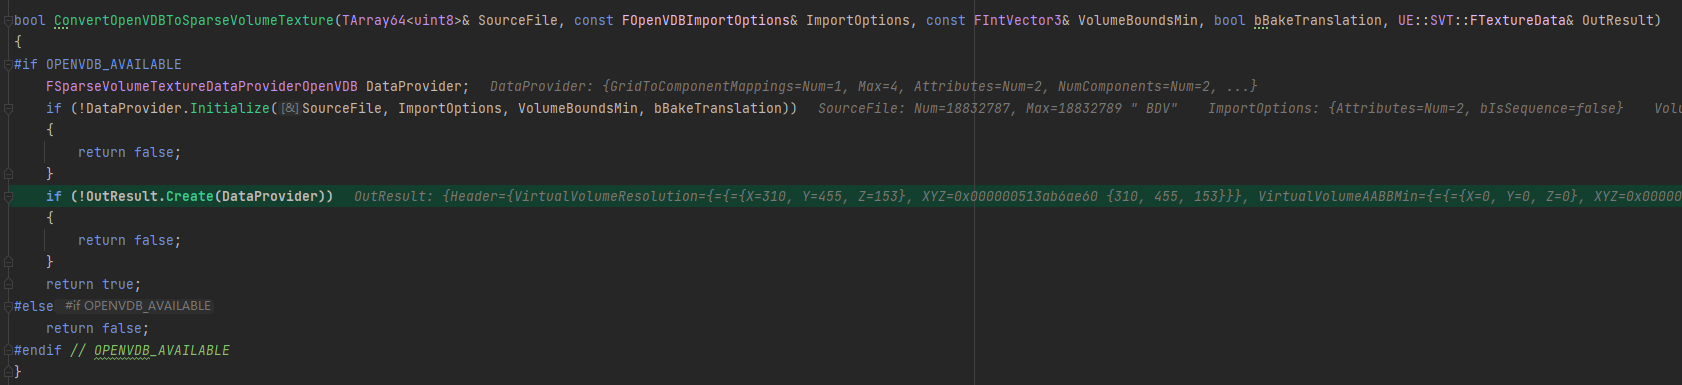 bool ConvertOpenVDBToSparseVolumeTexture(TArray64<uint8>& SourceFile, const FOpenVDBImportOptions& ImportOptions, const FIntVector3& VolumeBoundsMin, bool bBakeTranslation, UE::SVT::FTextureData& OutResult)
{
#if OPENVDB_AVAILABLE
    FSparseVolumeTextureDataProviderOpenVDB DataProvider;   DataProvider: {GridToComponentMappings=Num=1, Max=4, Attributes=Num=2, NumComponents=Num=2, ...}
    if (!DataProvider.Initialize([&]SourceFile, ImportOptions, VolumeBoundsMin, bBakeTranslation))   SourceFile: Num=18832787, Max=18832789 " BDV"    ImportOptions: {Attributes=Num=2, bIsSequence=false}    Volu
    {
        return false;
    }
    if (!OutResult.Create(DataProvider))   OutResult: {Header={VirtualVolumeResolution={={={X=310, Y=455, Z=153}, XYZ=0x000000513ab6ae60 {310, 455, 153}}}, VirtualVolumeAABBMin={={={X=0, Y=0, Z=0}, XYZ=0x00000
    {
        return false;
    }
    return true;
#else #if OPENVDB_AVAILABLE
    return false;
#endif // OPENVDB_AVAILABLE
}